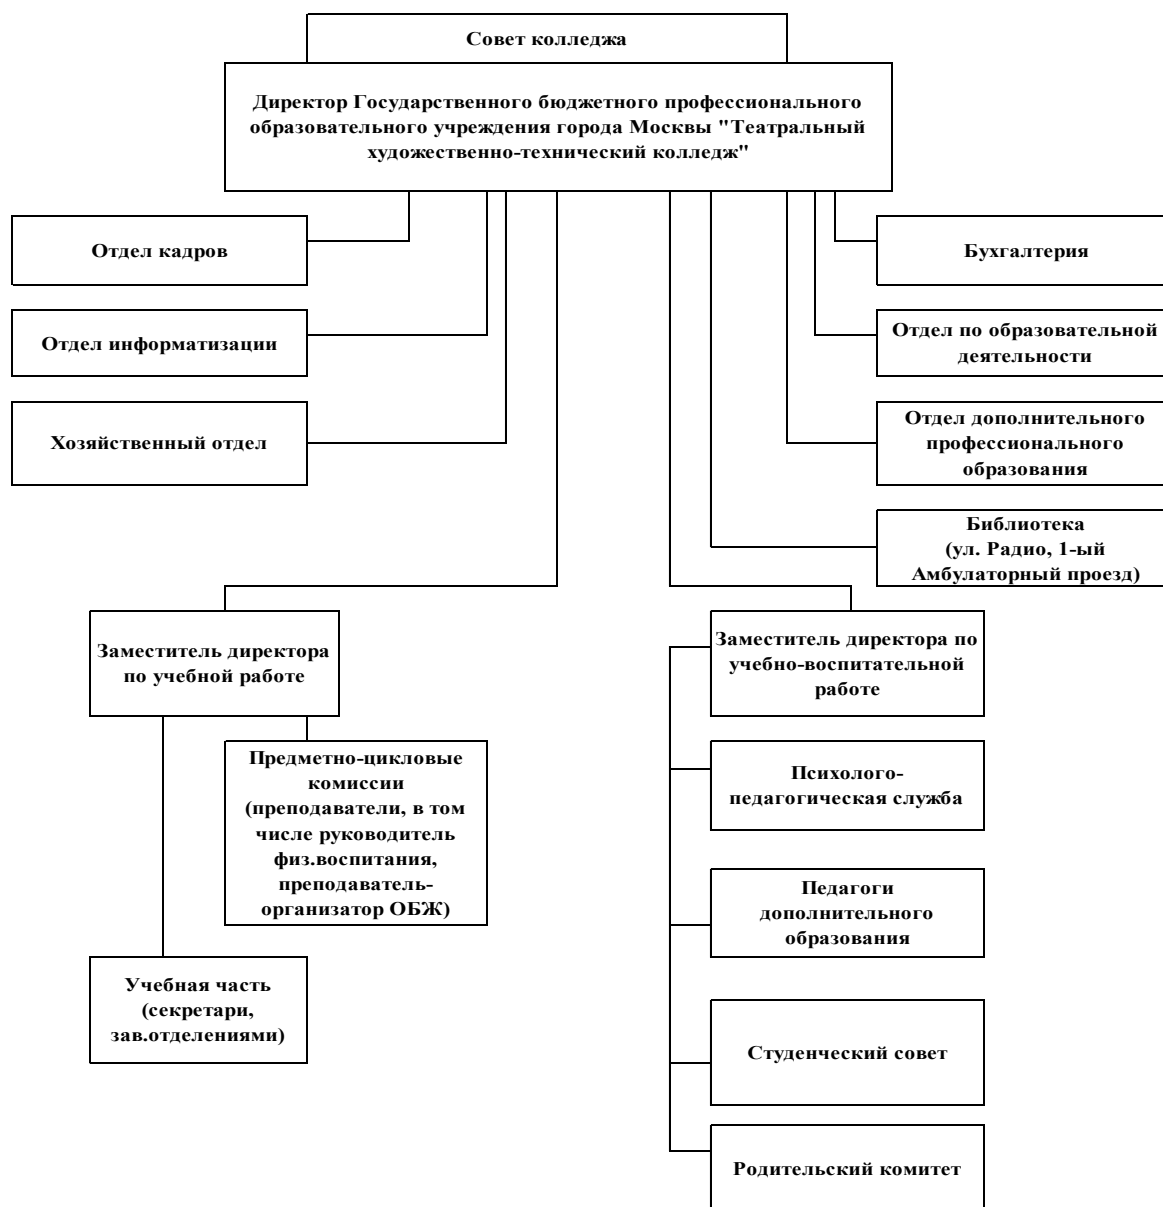 Совет колледжа
Директор Государственного бюджетного профессионального
образовательного учреждения города Москвы "Театральный
художественно-технический колледж"
Отдел кадров
Бухгалтерия
Отдел информатизации
Отдел по образовательной
деятельности
Хозяйственный отдел
Отдел дополнительного
профессионального
образования
Библиотека
(ул. Радио, 1-ый
Амбулаторный проезд)
Заместитель директора
по учебной работе
Заместитель директора по
учебно-воспитательной
работе
Предметно-цикловые
комиссии
(преподаватели, в том
числе руководитель
физ.воспитания,
преподаватель-
организатор ОБЖ)
Психолого-
педагогическая служба
Педагоги
дополнительного
образования
Учебная часть
(секретари,
зав.отделениями)
Студенческий совет
Родительский комитет